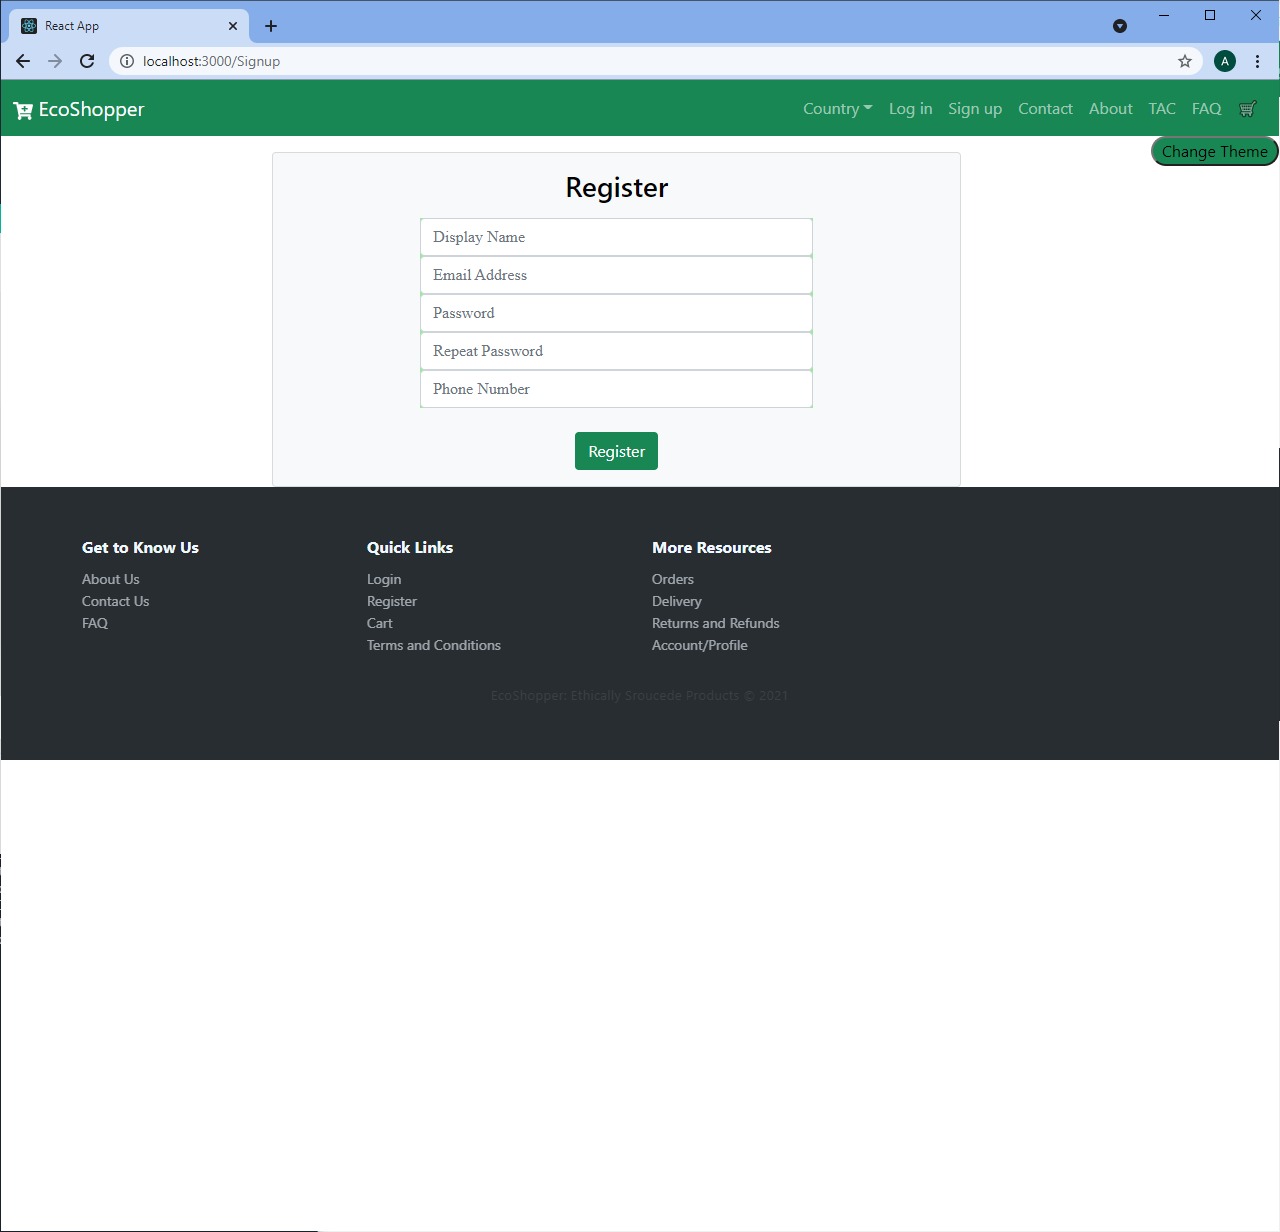 React App
localhost:3000/Signup
A
EcoShopper
Country Log in Sign up Contact About TAC FAQ
Change Theme
Register
Display Name
Email Address
Password
Repeat Password
Phone Number
Register
Get to Know Us
About Us
Contact Us
FAQ
Quick Links
Login
Register
Cart
Terms and Conditions
More Resources
Orders
Delivery
Returns and Refunds
Account/Profile
EcoShopper: Ethically Sroucede Products © 2021